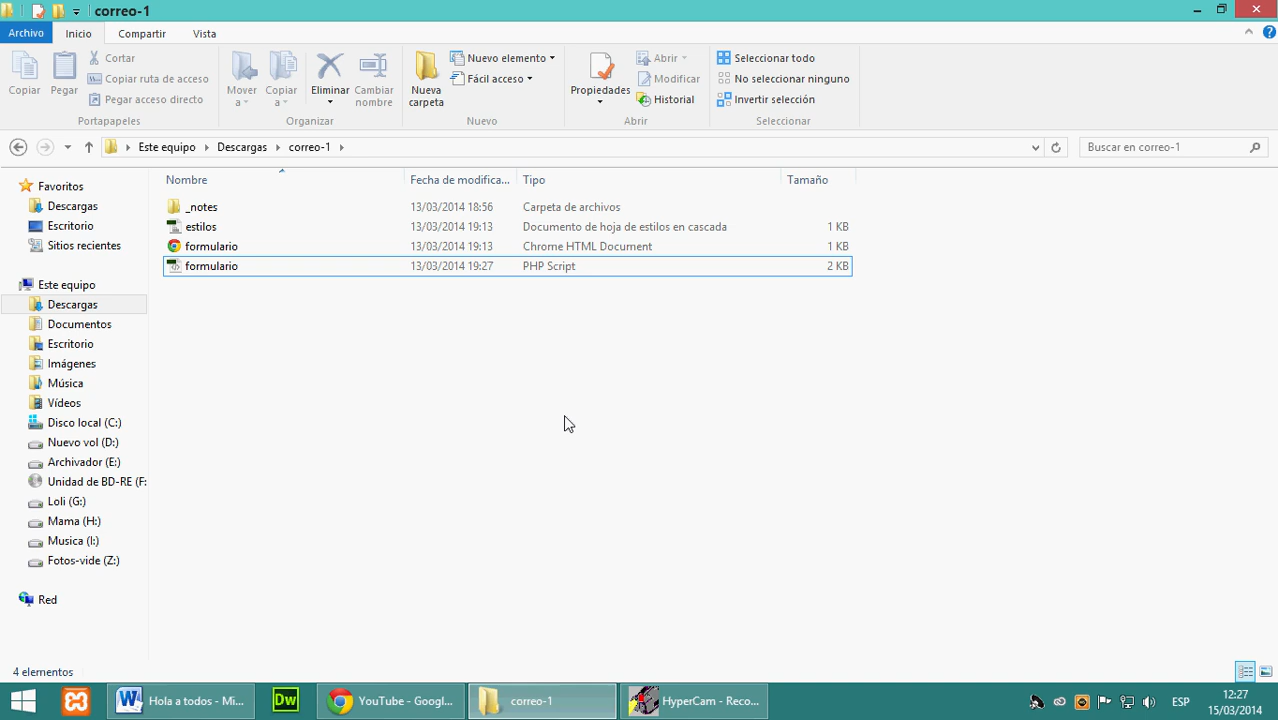 correo-1
Archivo Inicio Compartir Vista
Copiar
Pegar
Cortar
Copiar ruta de acceso
Pegar acceso directo
Portapapeles
Mover a
Copiar a
Eliminar
Cambiar nombre
Organizar
Nueva carpeta
Nuevo elemento
Fácil acceso
Nuevo
Propiedades
Abrir
Modificar
Historial
Abrir
Seleccionar todo
No seleccionar ninguno
Invertir selección
Seleccionar
Este equipo Descargas correo-1
Buscar en correo-1
Nombre Fecha de modifica... Tipo Tamaño
_notes 13/03/2014 18:56 Carpeta de archivos
estilos 13/03/2014 19:13 Documento de hoja de estilos en cascada 1 KB
formulario 13/03/2014 19:13 Chrome HTML Document 1 KB
formulario 13/03/2014 19:27 PHP Script 2 KB
Favoritos
Descargas
Escritorio
Sitios recientes
Este equipo
Descargas
Documentos
Escritorio
Imágenes
Música
Vídeos
Disco local (C:)
Nuevo vol (D:)
Archivador (E:)
Unidad de BD-RE (F:
Loli (G:)
Mama (H:)
Musica (I:)
Fotos-vide (Z:)
Red
4 elementos
Hola a todos - Mi...
Dw
YouTube - Googl...
correo-1
HyperCam - Reco...
ESP
12:27
15/03/2014